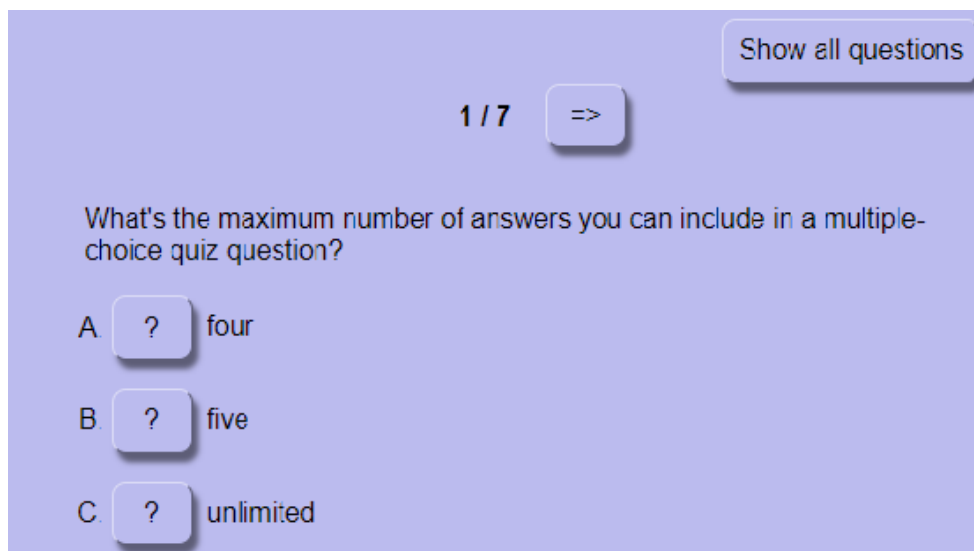 Show all questions
1 / 7 =>
What's the maximum number of answers you can include in a multiple-
choice quiz question?
A. ? four
B. ? five
C. ? unlimited